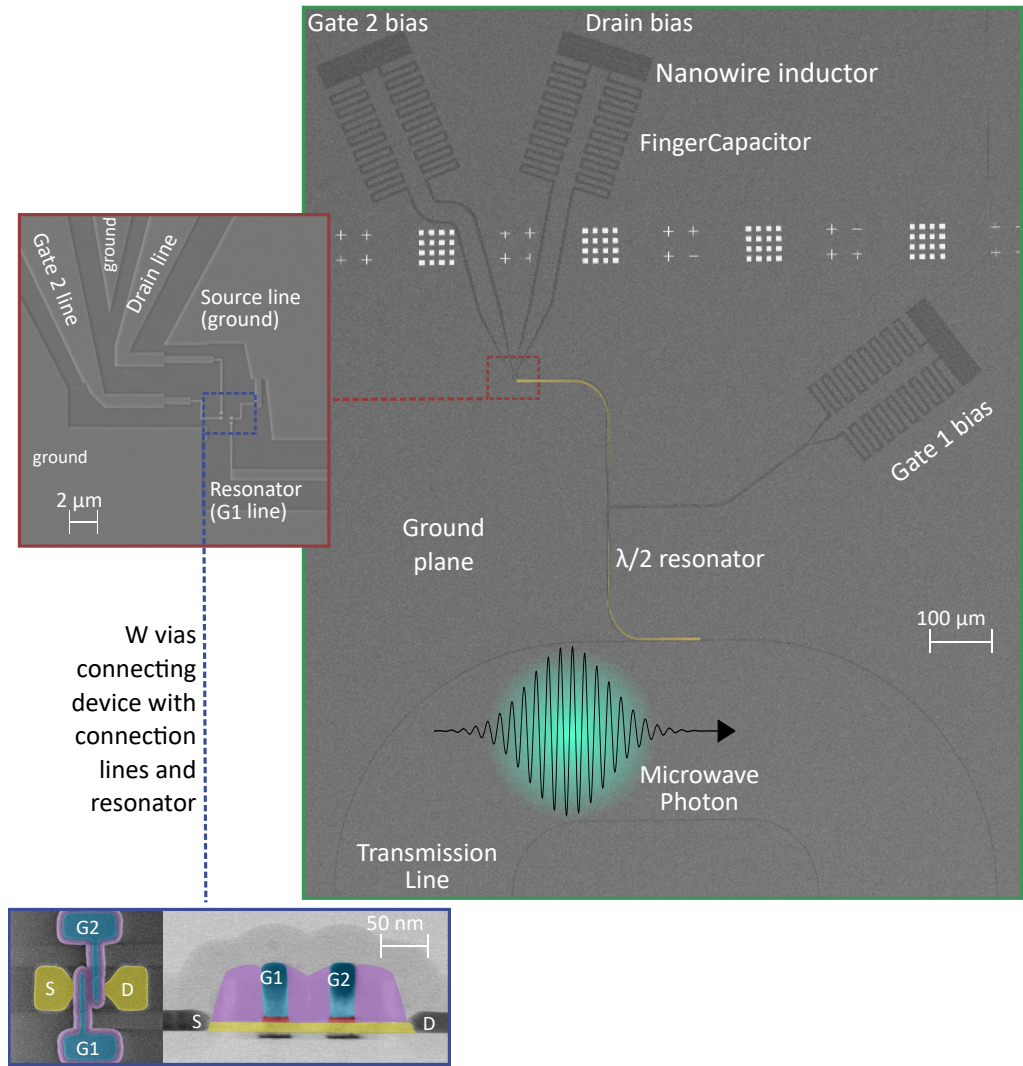 Gate 2 bias
Drain bias
Nanowire inductor
FingerCapacitor
Gate 2 line
ground
Drain line
Source line
(ground)
ground
2 µm
Resonator
(G1 line)
Gate 1 bias
Ground
plane
λ/2 resonator
100 µm
W vias
connecting
device with
connection
lines and
resonator
Microwave
Photon
Transmission
Line
G2
S
D
G1
50 nm
G1
G2
S
D